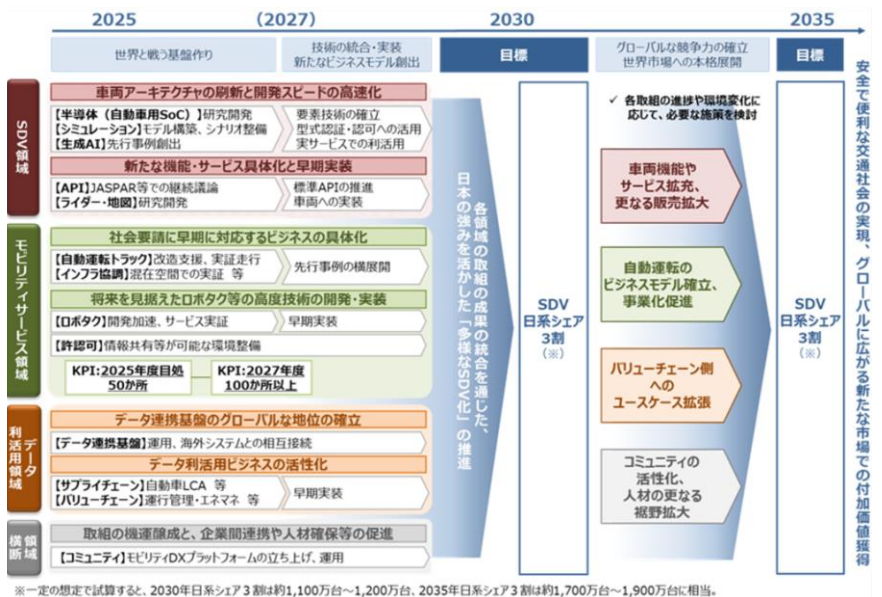 2025
(2027)
2030
2035
世界と戦う基盤作り
技術の統合・実装
新たなビジネスモデル創出
目標
グローバルな競争力の確立
世界市場への本格展開
目標
SDV領域
車両アーキテクチャの刷新と開発スピードの高速化
【半導体（自動車用SoC）】研究開発
【シミュレーション】モデル構築、シナリオ整備
【生成AI】先行事例創出
要素技術の確立
型式認証・認可への活用
実サービスでの利活用
新たな機能・サービス具体化と早期実装
【API】JASPAR等での継続議論
【ライダー・地図】研究開発
標準APIの推進
車両への実装
モビリティサービス領域
社会要請に早期に対応するビジネスの具体化
【自動運転トラック】改造支援、実証走行
【インフラ協調】混在空間での実証 等
先行事例の横展開
将来を見据えたロボタク等の高度技術の開発・実装
【ロボタク】開発加速、サービス実証
早期実装
【許認可】情報共有等が可能な環境整備
KPI:2025年度目処
50か所
KPI:2027年度
100か所以上
データ
利活用領域
データ連携基盤のグローバルな地位の確立
【データ連携基盤】運用、海外システムとの相互接続
データ利活用ビジネスの活性化
【サプライチェーン】自動車LCA 等
【バリューチェーン】運行管理・エネマネ 等
早期実装
領域
横断
取組の機運醸成と、企業間連携や人材確保等の促進
【コミュニティ】モビリティDXプラットフォームの立ち上げ、運用
各領域の取組の成果の統合を通した、
日本の強みを活かした「多様なSDV化」の推進
SDV
日系シェア
3割
（※）
✓ 各取組の進捗や環境変化に
応じて、必要な施策を検討
車両機能や
サービス拡充、
更なる販売拡大
自動運転の
ビジネスモデル確立、
事業化促進
バリューチェーン側
への
ユースケース拡張
コミュニティの
活性化、
人材の更なる
裾野拡大
SDV
日系シェア
3割
（※）
安全で便利な交通社会の実現、グローバルに広がる新たな市場での付加価値獲得
※一定の想定で試算すると、2030年日系シェア３割は約1,100万台～1,200万台、2035年日系シェア３割は約1,700万台～1,900万台に相当。